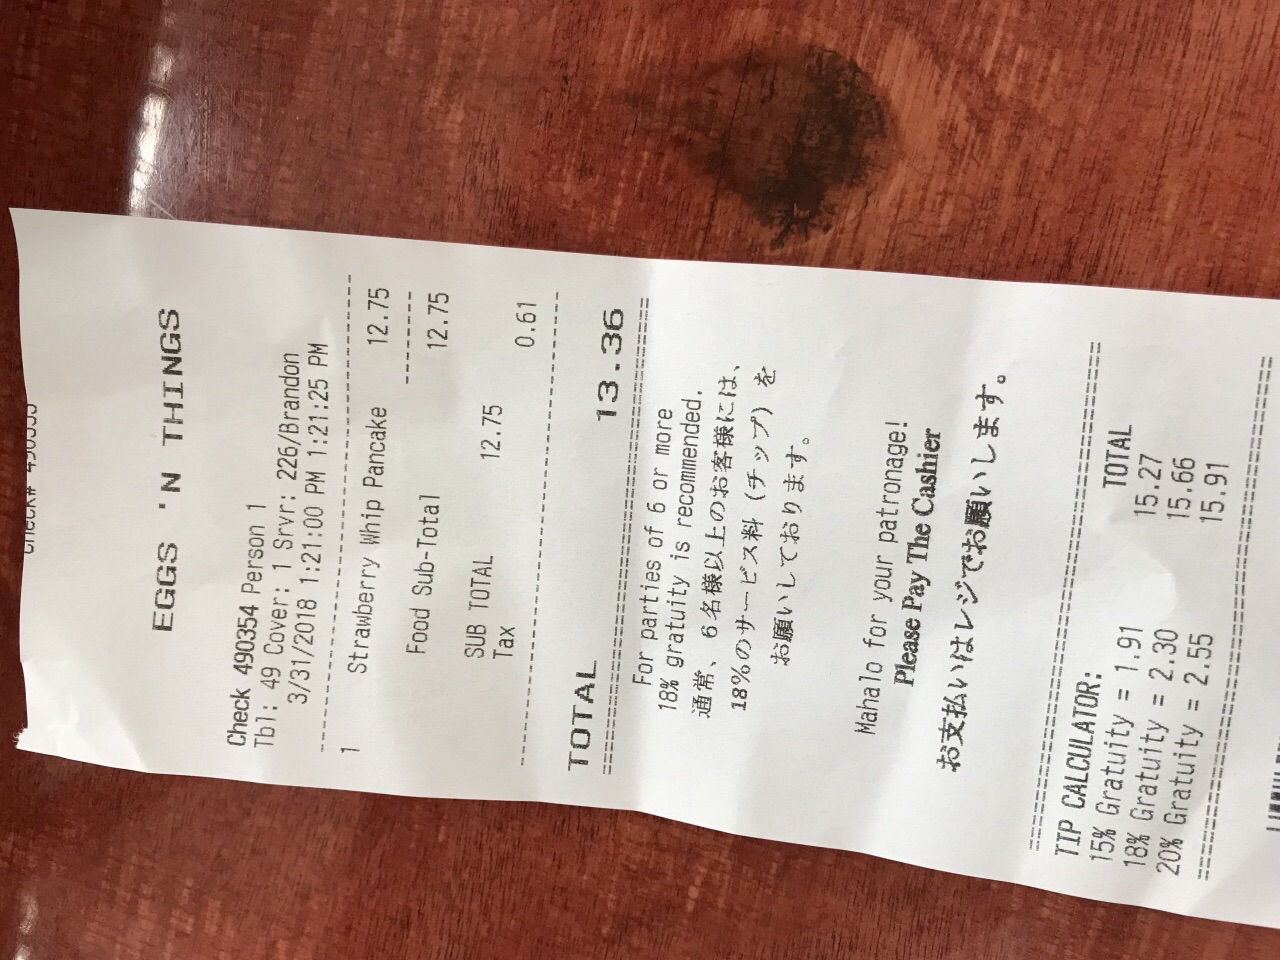 EGGS 'N THINGS
Check 490354 Person 1
Tbl: 49 Cover: 1 Srvr: 226/Brandon
3/31/2018 1:21:00 PM 1:21:25 PM
1 Strawberry Whip Pancake 12.75
Food Sub-Total 12.75
SUB TOTAL 12.75
Tax 0.61
TOTAL 13.36
For parties of 6 or more
18% gratuity is recommended.
通常、6名様以上のお客様には、
18%のサービス料(チップ)を
お願いしております。
Mahalo for your patronage!
Please Pay The Cashier
お支払いはレジでお願いします。
TIP CALCULATOR: TOTAL
15% Gratuity = 1.91 15.27
18% Gratuity = 2.30 15.66
20% Gratuity = 2.55 15.91